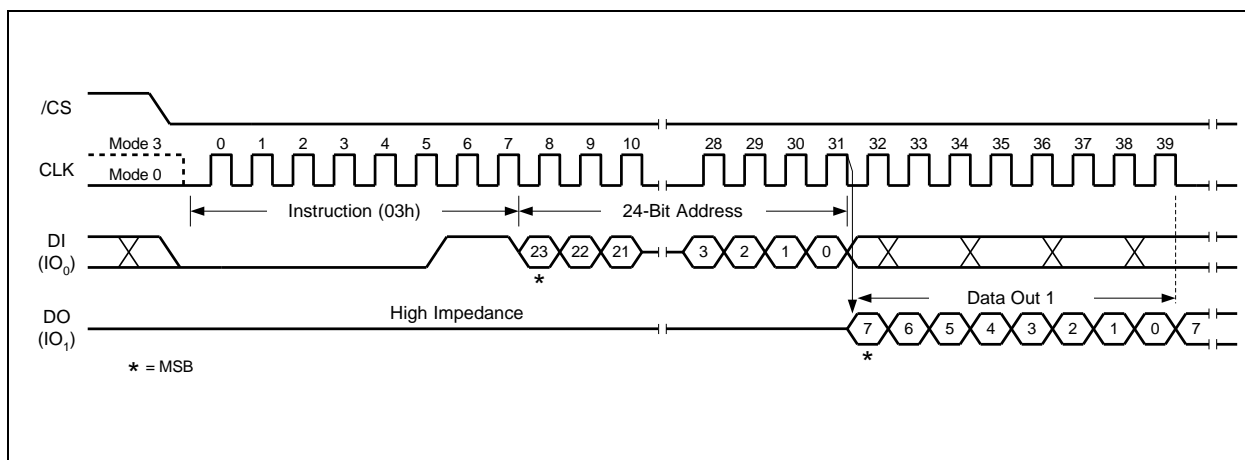 /CS
Mode 3
0 1 2 3 4 5 6 7 8 9 10 28 29 30 31 32 33 34 35 36 37 38 39
CLK
Mode 0
Instruction (03h) 24-Bit Address
DI
(IO0)
23 22 21 3 2 1 0
*
Data Out 1
High Impedance
DO
(IO1)
7 6 5 4 3 2 1 0 7
*
* = MSB